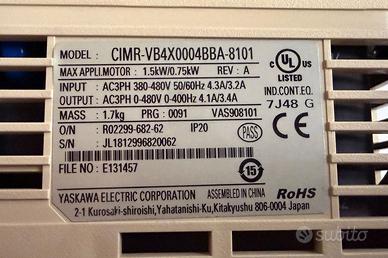 MODEL : CIMR-VB4X0004BBA-8101
MAX APPLI.MOTOR : 1.5kW/0.75kW REV : A
INPUT : AC3PH 380-480V 50/60Hz 4.3A/3.2A
OUTPUT : AC3PH 0-480V 0-400Hz 4.1A/3.4A
MASS : 1.7kg PRG : 0091 VAS908101
O/N : R02299-682-62 IP20
S/N : JL1812996820062
FILE NO : E131457
YASKAWA ELECTRIC CORPORATION ASSEMBLED IN CHINA
2-1 Kurosaki-shiroishi, Yahatanishi-Ku, Kitakyushu 806-0004 Japan
c UL US
LISTED
IND.CONT.EQ.
7J48 G
PASS
15
RoHS
subito